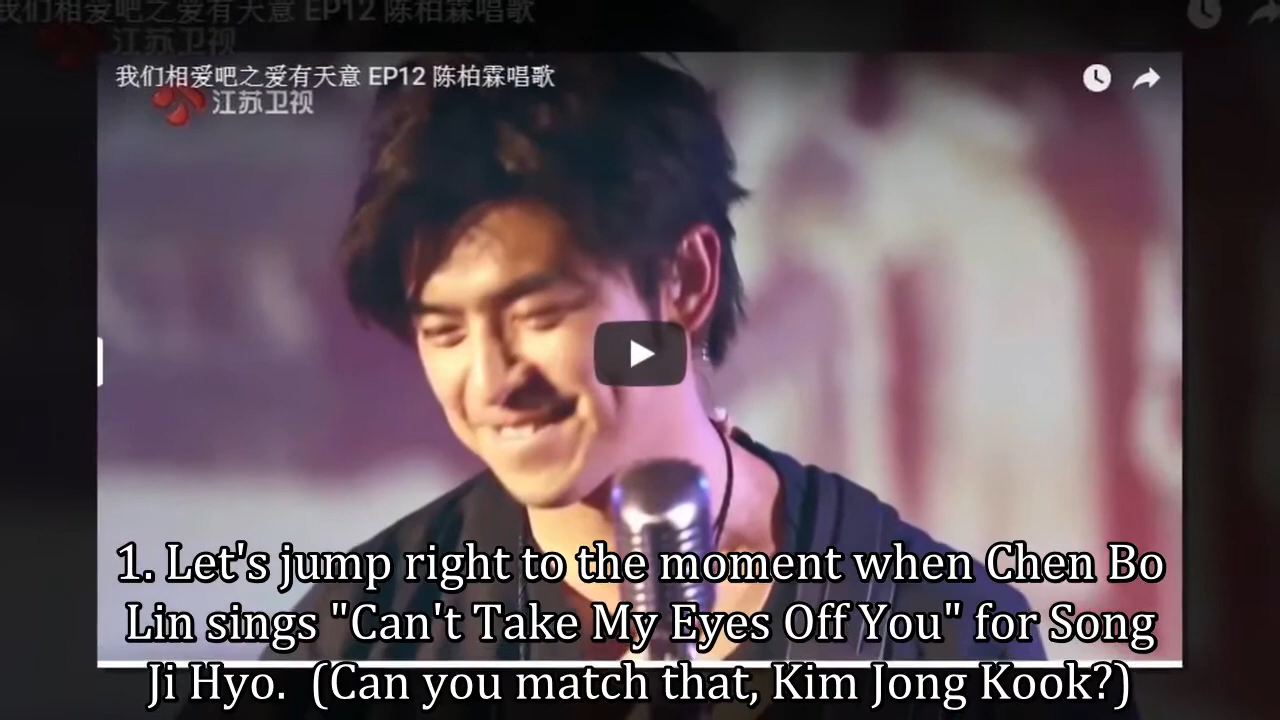 我们相爱吧之爱有天意 EP12 陈柏霖唱歌
江苏卫视
我们相爱吧之爱有天意 EP12 陈柏霖唱歌
江苏卫视
1. Let's jump right to the moment when Chen Bo
Lin sings "Can't Take My Eyes Off You" for Song
Ji Hyo.  (Can you match that, Kim Jong Kook?)